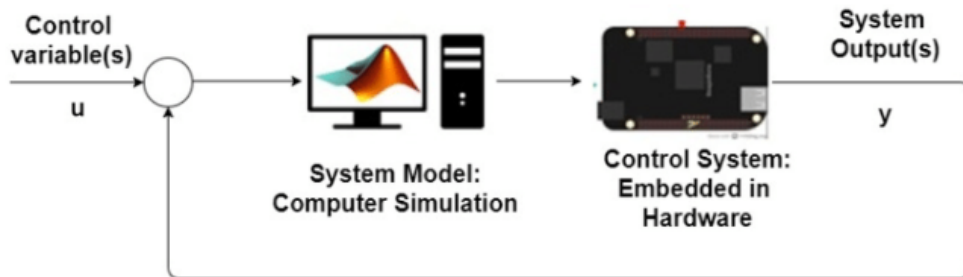 Control
variable(s)
u
System Model:
Computer Simulation
Control System:
Embedded in
Hardware
System
Output(s)
y